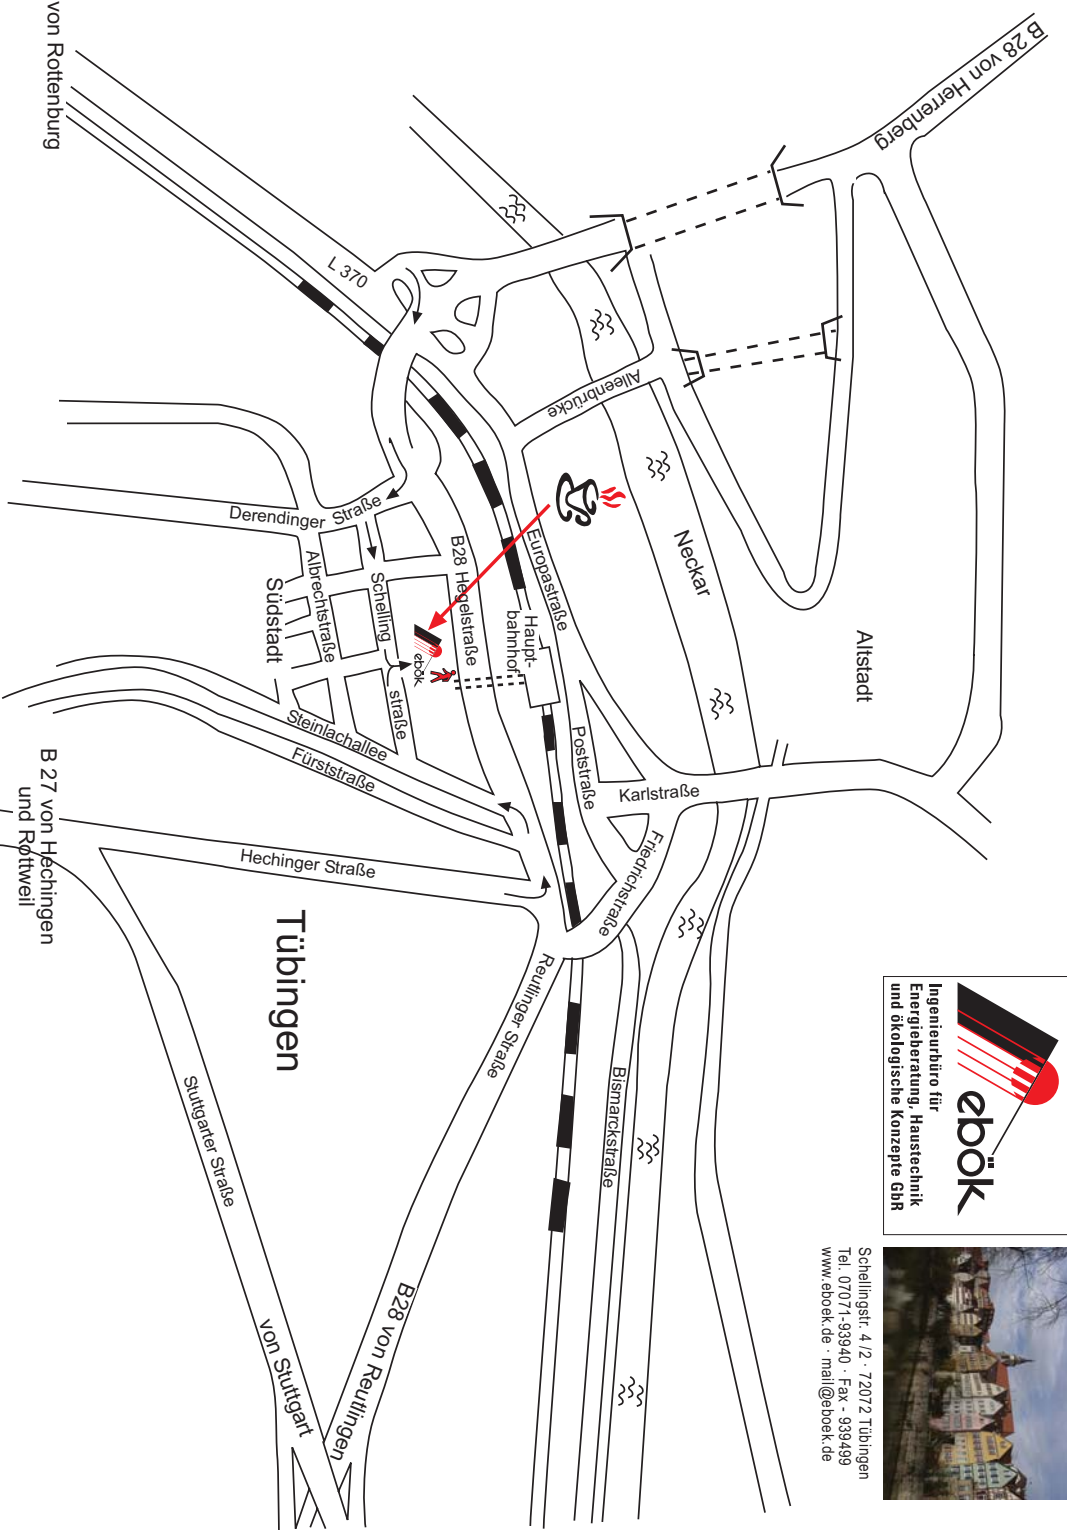 ebök
Ingenieurbüro für
Energieberatung, Haustechnik
und ökologische Konzepte GbR
Schellingstr. 4 /2 · 72072 Tübingen
Tel. 07071-93940 · Fax - 939499
www.eboek.de · mail@eboek.de
B 28 von Herrenberg
von Rottenburg
L 370
Alleenbrücke
Neckar
Altstadt
Derendinger Straße
Europastraße
B28 Hegelstraße
Haupt-
bahnhof
Albrechtstraße
Schelling
straße
ebök
Südstadt
Steinlachallee
Fürststraße
Poststraße
Karlstraße
Friedrichstraße
Hechinger Straße
B 27 von Hechingen
und Rottweil
Tübingen
Reutlinger Straße
Bismarckstraße
Stuttgarter Straße
B28 von Reutlingen
von Stuttgart